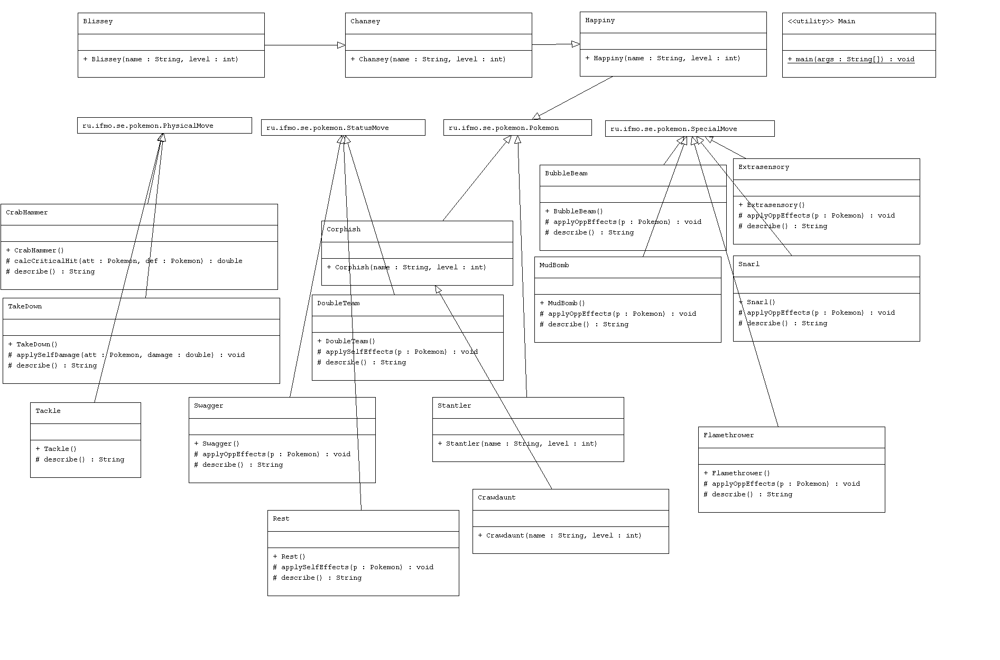 Blissey
+ Blissey(name : String, level : int)
Chansey
+ Chansey(name : String, level : int)
Happiny
+ Happiny(name : String, level : int)
<<utility>> Main
+ main(args : String[]) : void
ru.ifmo.se.pokemon.PhysicalMove
ru.ifmo.se.pokemon.StatusMove
ru.ifmo.se.pokemon.Pokemon
ru.ifmo.se.pokemon.SpecialMove
BubbleBeam
+ BubbleBeam()
# applyOppEffects(p : Pokemon) : void
# describe() : String
Extrasensory
+ Extrasensory()
# applyOppEffects(p : Pokemon) : void
# describe() : String
CrabHammer
+ CrabHammer()
# calcCriticalHit(att : Pokemon, def : Pokemon) : double
# describe() : String
Corphish
+ Corphish(name : String, level : int)
MudBomb
+ MudBomb()
# applyOppEffects(p : Pokemon) : void
# describe() : String
Snarl
+ Snarl()
# applyOppEffects(p : Pokemon) : void
# describe() : String
TakeDown
+ TakeDown()
# applySelfDamage(att : Pokemon, damage : double) : void
# describe() : String
DoubleTeam
+ DoubleTeam()
# applySelfEffects(p : Pokemon) : void
# describe() : String
Tackle
+ Tackle()
# describe() : String
Swagger
+ Swagger()
# applyOppEffects(p : Pokemon) : void
# describe() : String
Stantler
+ Stantler(name : String, level : int)
Flamethrower
+ Flamethrower()
# applyOppEffects(p : Pokemon) : void
# describe() : String
Crawdaunt
+ Crawdaunt(name : String, level : int)
Rest
+ Rest()
# applySelfEffects(p : Pokemon) : void
# describe() : String